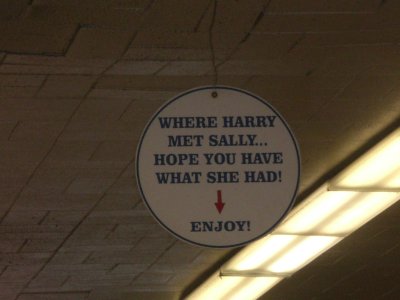 WHERE HARRY
MET SALLY...
HOPE YOU HAVE
WHAT SHE HAD!
ENJOY!